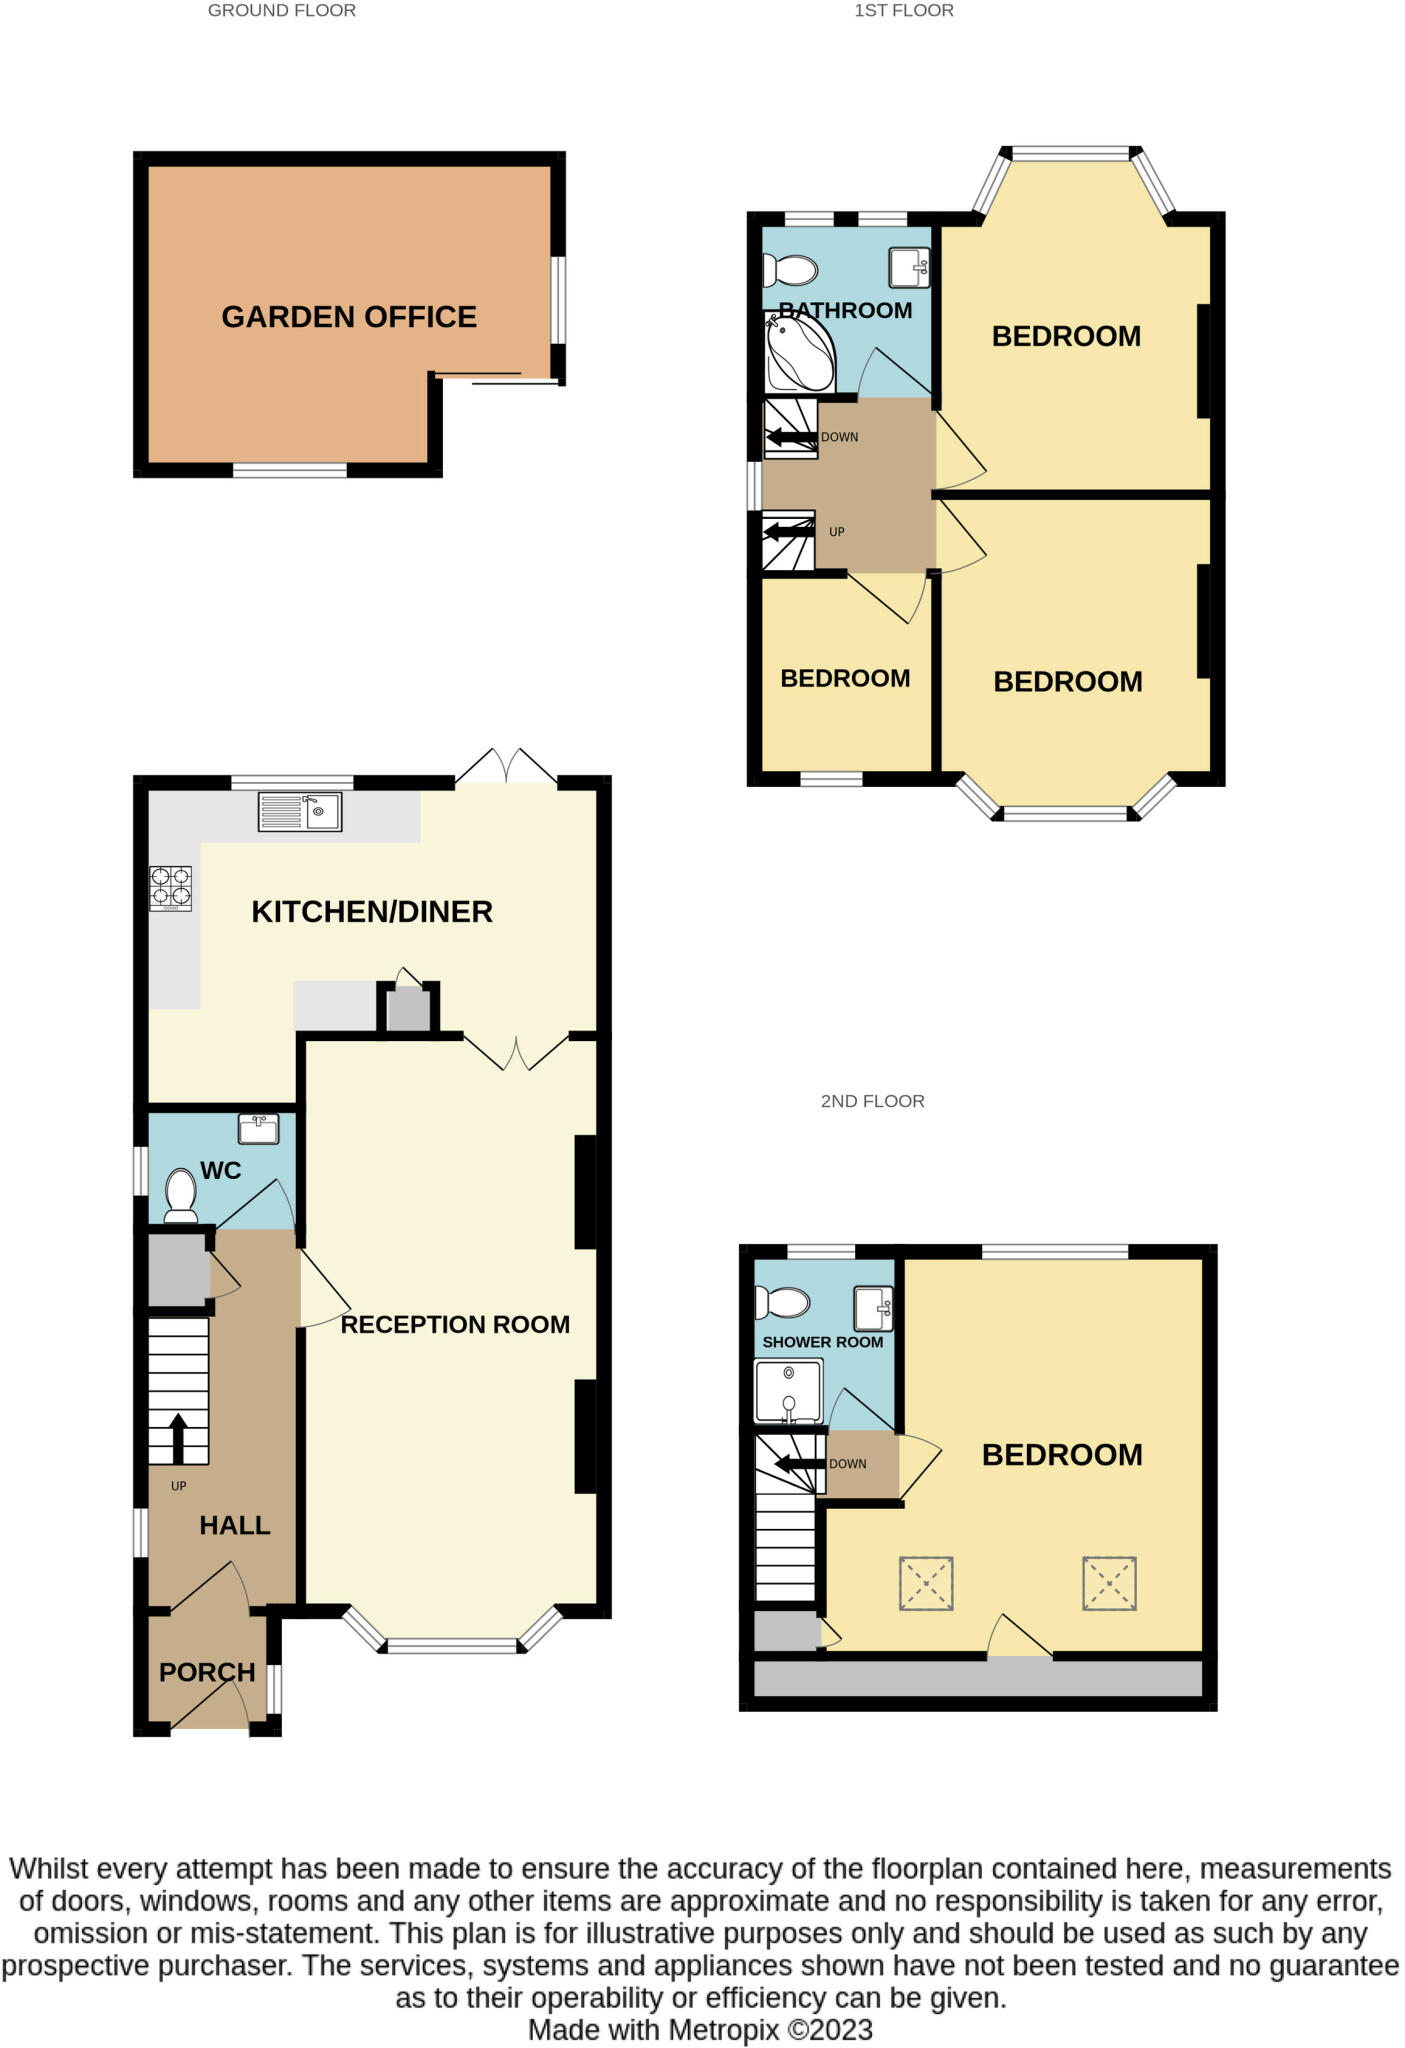 GROUND FLOOR
1ST FLOOR
GARDEN OFFICE
BATHROOM
BEDROOM
DOWN
UP
BEDROOM
BEDROOM
KITCHEN/DINER
WC
RECEPTION ROOM
UP
HALL
PORCH
2ND FLOOR
SHOWER ROOM
BEDROOM
DOWN
Whilst every attempt has been made to ensure the accuracy of the floorplan contained here, measurements
of doors, windows, rooms and any other items are approximate and no responsibility is taken for any error,
omission or mis-statement. This plan is for illustrative purposes only and should be used as such by any
prospective purchaser. The services, systems and appliances shown have not been tested and no guarantee
as to their operability or efficiency can be given.
Made with Metropix ©2023